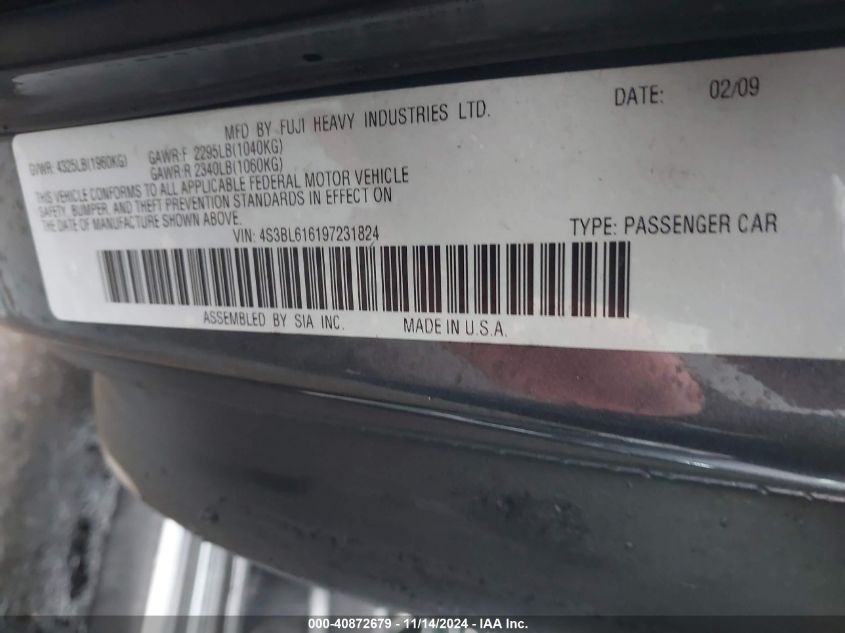 MFD BY FUJI HEAVY INDUSTRIES LTD.
DATE: 02/09
GVWR: 4325LB(1960KG)
GAWR:F 2295LB(1040KG)
GAWR:R 2340LB(1060KG)
THIS VEHICLE CONFORMS TO ALL APPLICABLE FEDERAL MOTOR VEHICLE
SAFETY, BUMPER, AND THEFT PREVENTION STANDARDS IN EFFECT ON
THE DATE OF MANUFACTURE SHOWN ABOVE.
VIN: 4S3BL616197231824
TYPE: PASSENGER CAR
ASSEMBLED BY SIA INC.
MADE IN U.S.A.
000-40872679 - 11/14/2024 - IAA Inc.